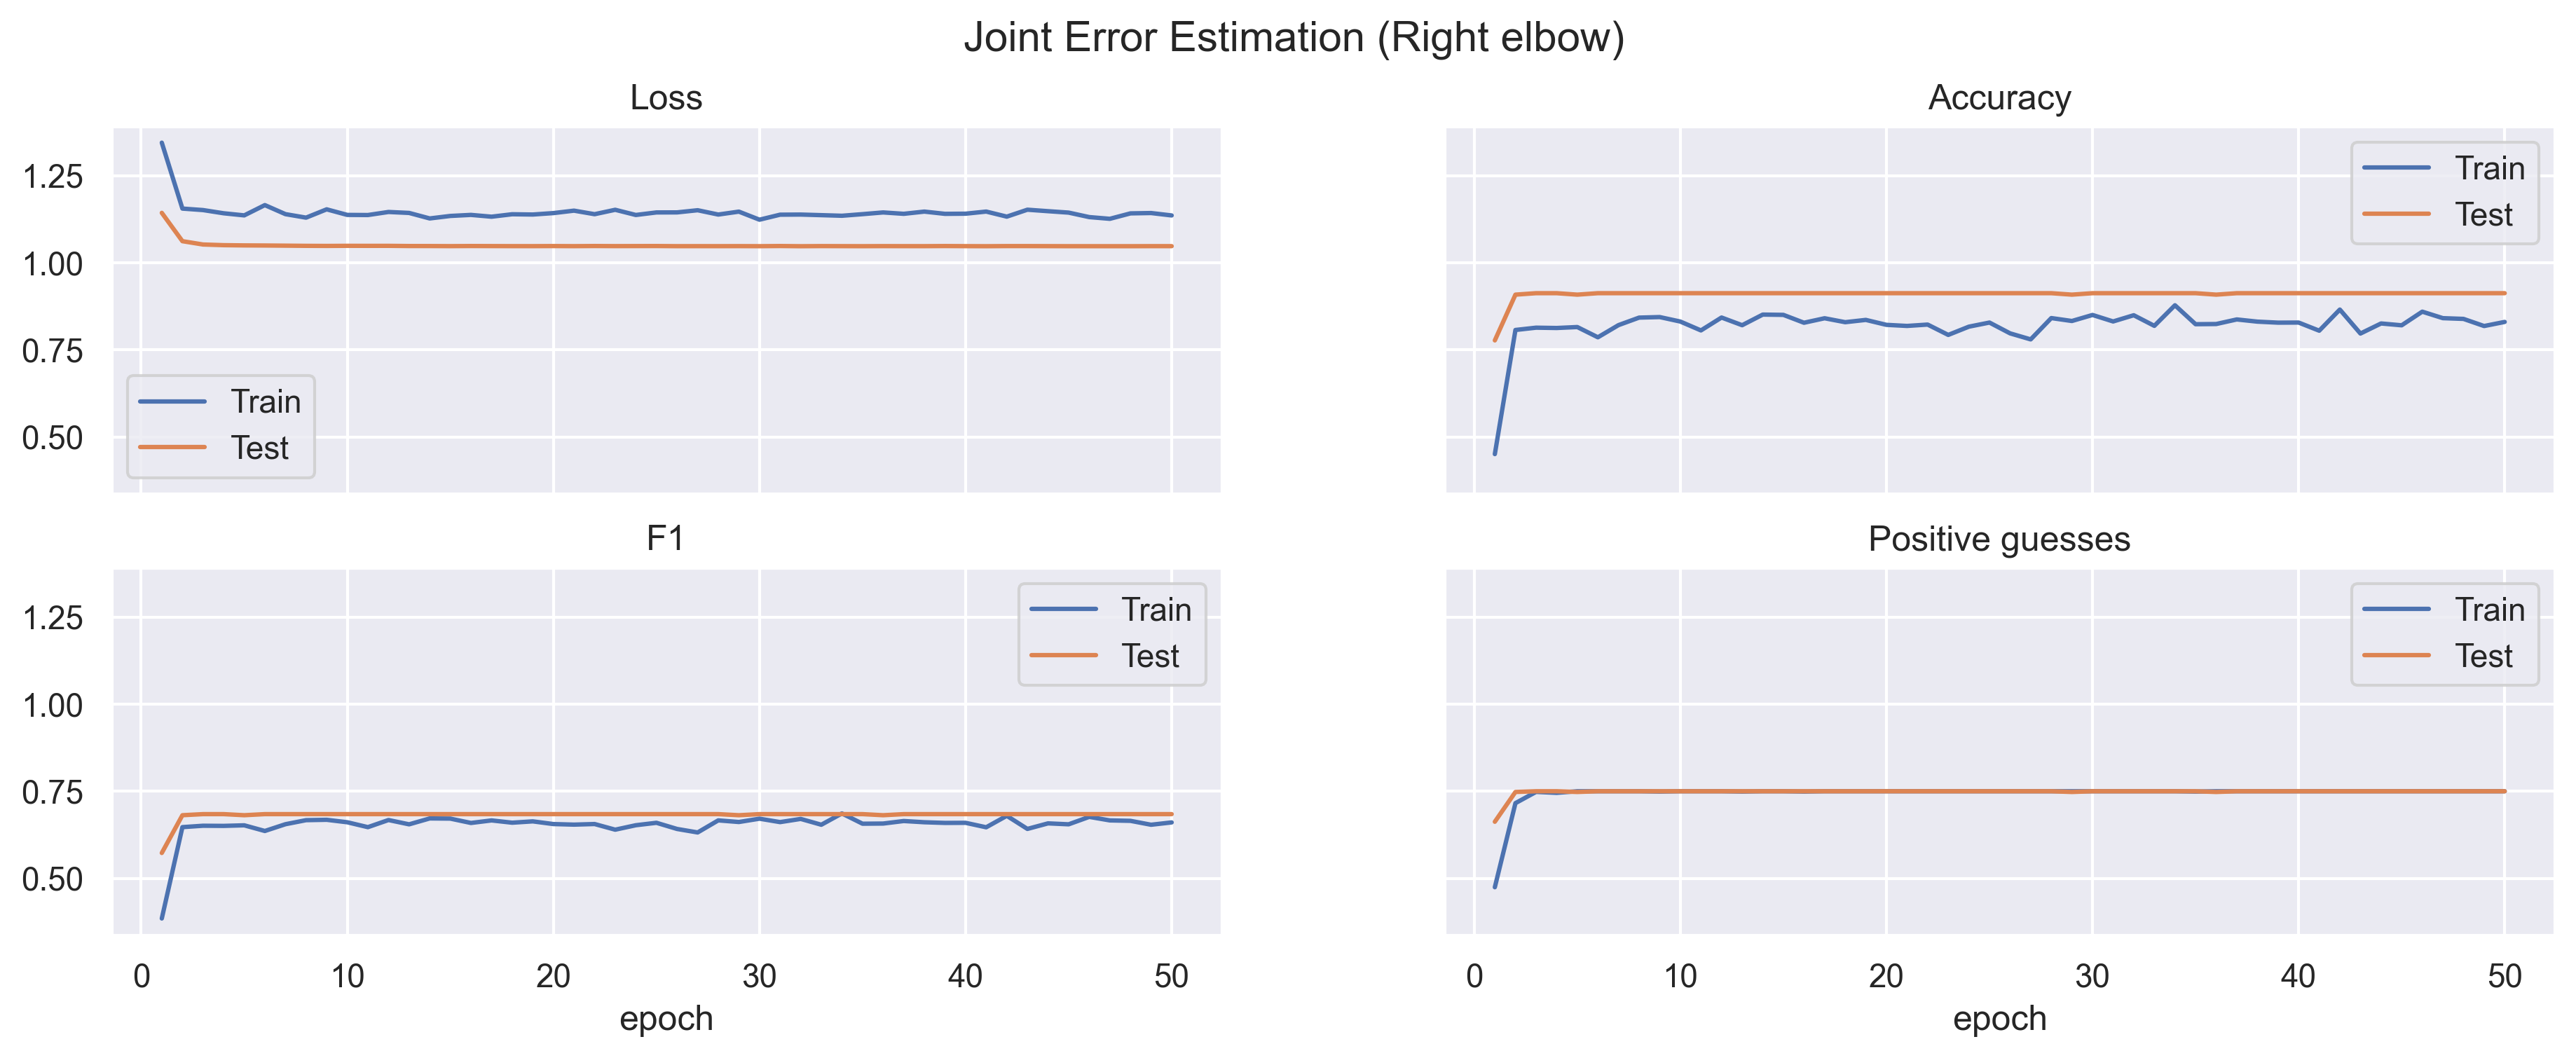 Joint Error Estimation (Right elbow)
Loss
1.25
1.00
0.75
0.50
Train
Test
Accuracy
Train
Test
F1
1.25
1.00
0.75
0.50
Train
Test
0 10 20 30 40 50
epoch
Positive guesses
Train
Test
0 10 20 30 40 50
epoch